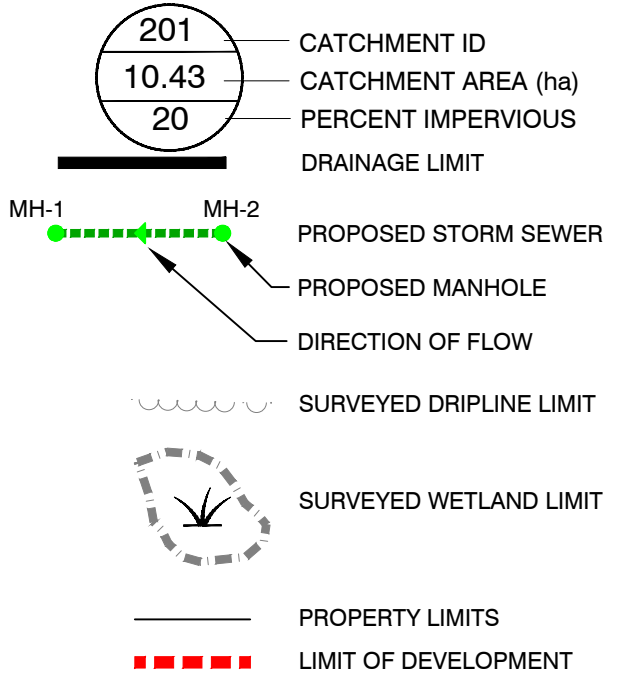 201
CATCHMENT ID
10.43
CATCHMENT AREA (ha)
20
PERCENT IMPERVIOUS
DRAINAGE LIMIT
MH-1
MH-2
PROPOSED STORM SEWER
PROPOSED MANHOLE
DIRECTION OF FLOW
SURVEYED DRIPLINE LIMIT
SURVEYED WETLAND LIMIT
PROPERTY LIMITS
LIMIT OF DEVELOPMENT